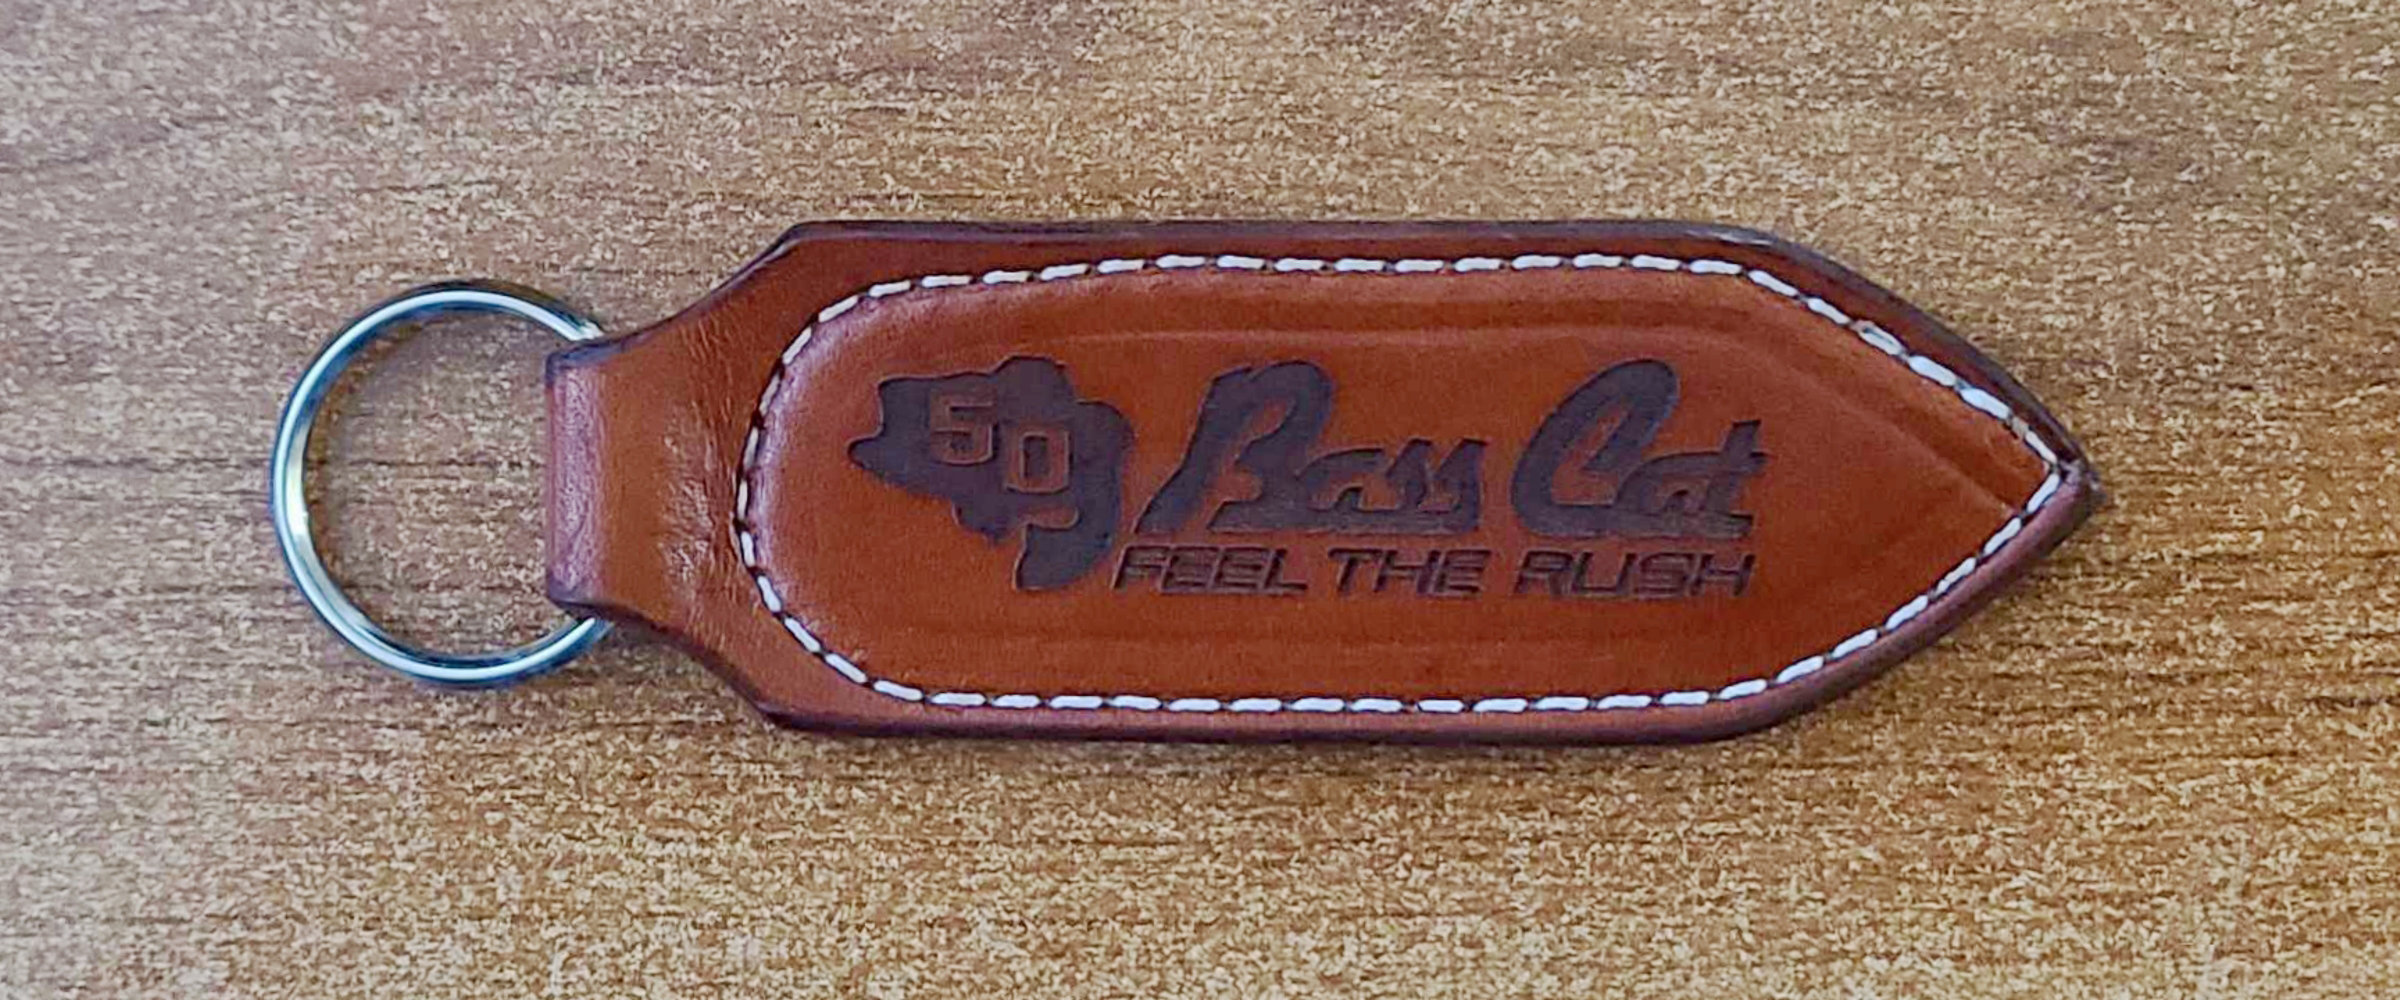 50
Bass Cat
FEEL THE RUSH